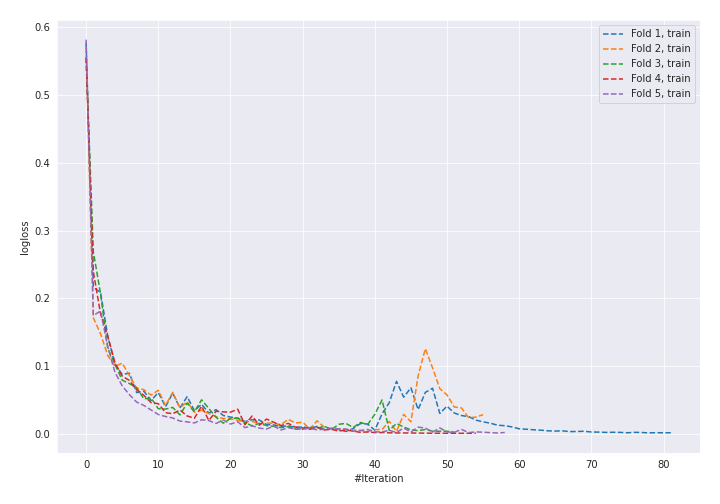 0.6
0.5
0.4
0.3
0.2
0.1
0.0
logloss
0 10 20 30 40 50 60 70 80
#Iteration
Fold 1, train
Fold 2, train
Fold 3, train
Fold 4, train
Fold 5, train